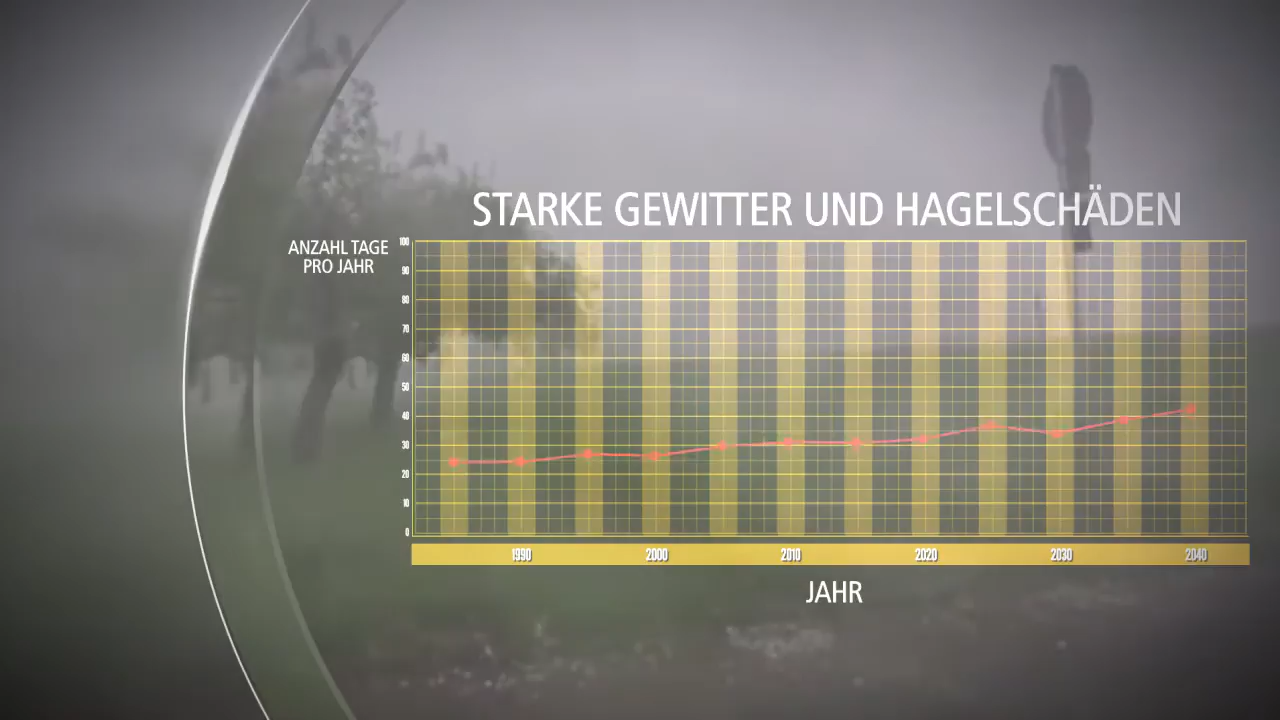 STARKE GEWITTER UND HAGELSCHÄDEN
ANZAHL TAGE
PRO JAHR
100
90
80
70
60
50
40
30
20
10
0
1990 2000 2010 2020 2030 2040
JAHR